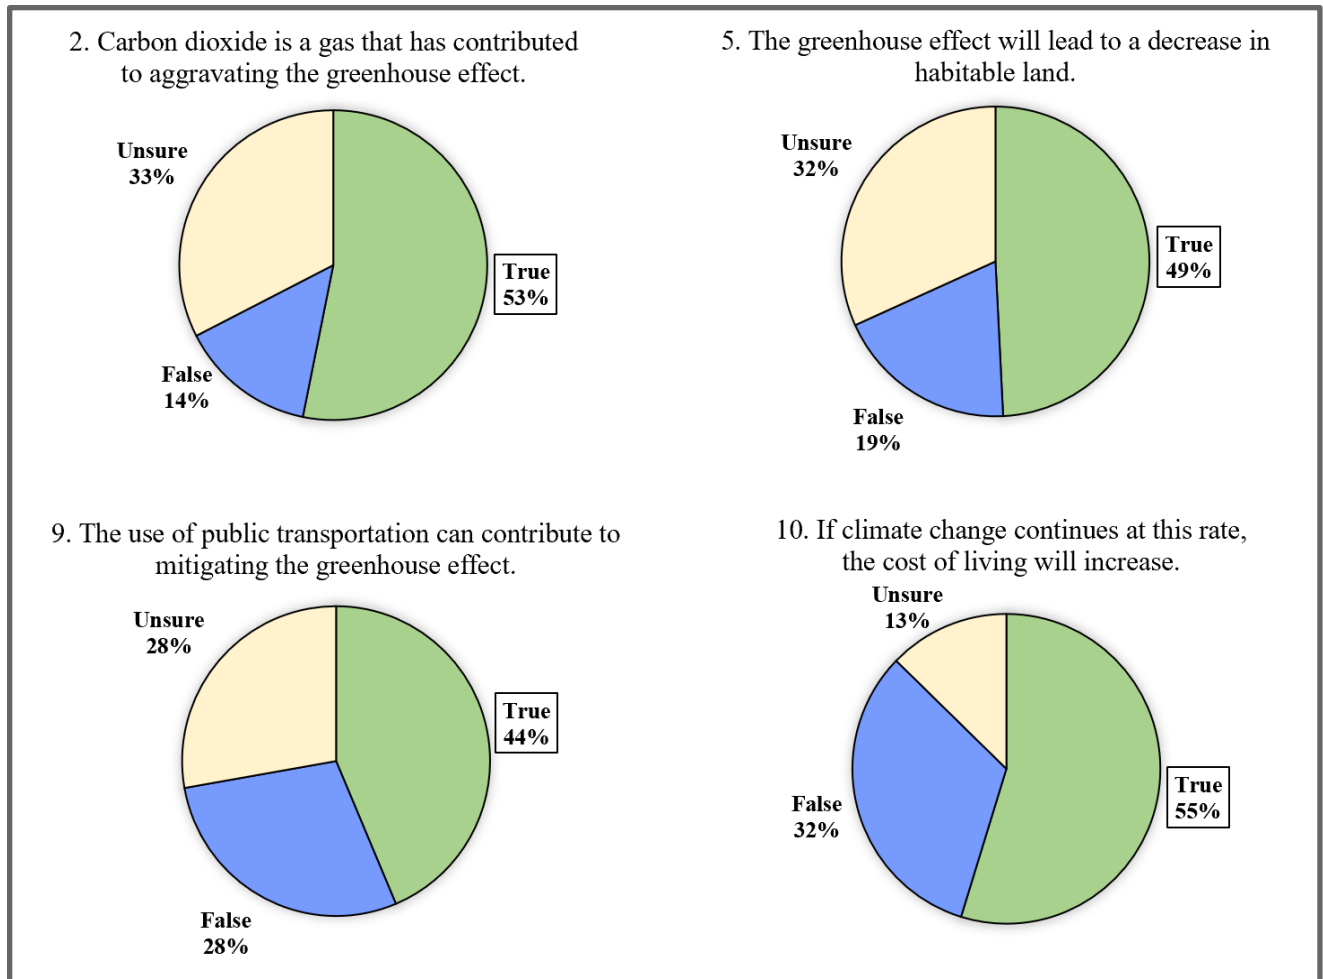 2. Carbon dioxide is a gas that has contributed
to aggravating the greenhouse effect.
Unsure
33%
True
53%
False
14%
5. The greenhouse effect will lead to a decrease in
habitable land.
Unsure
32%
True
49%
False
19%
9. The use of public transportation can contribute to
mitigating the greenhouse effect.
Unsure
28%
True
44%
False
28%
10. If climate change continues at this rate,
the cost of living will increase.
Unsure
13%
True
55%
False
32%